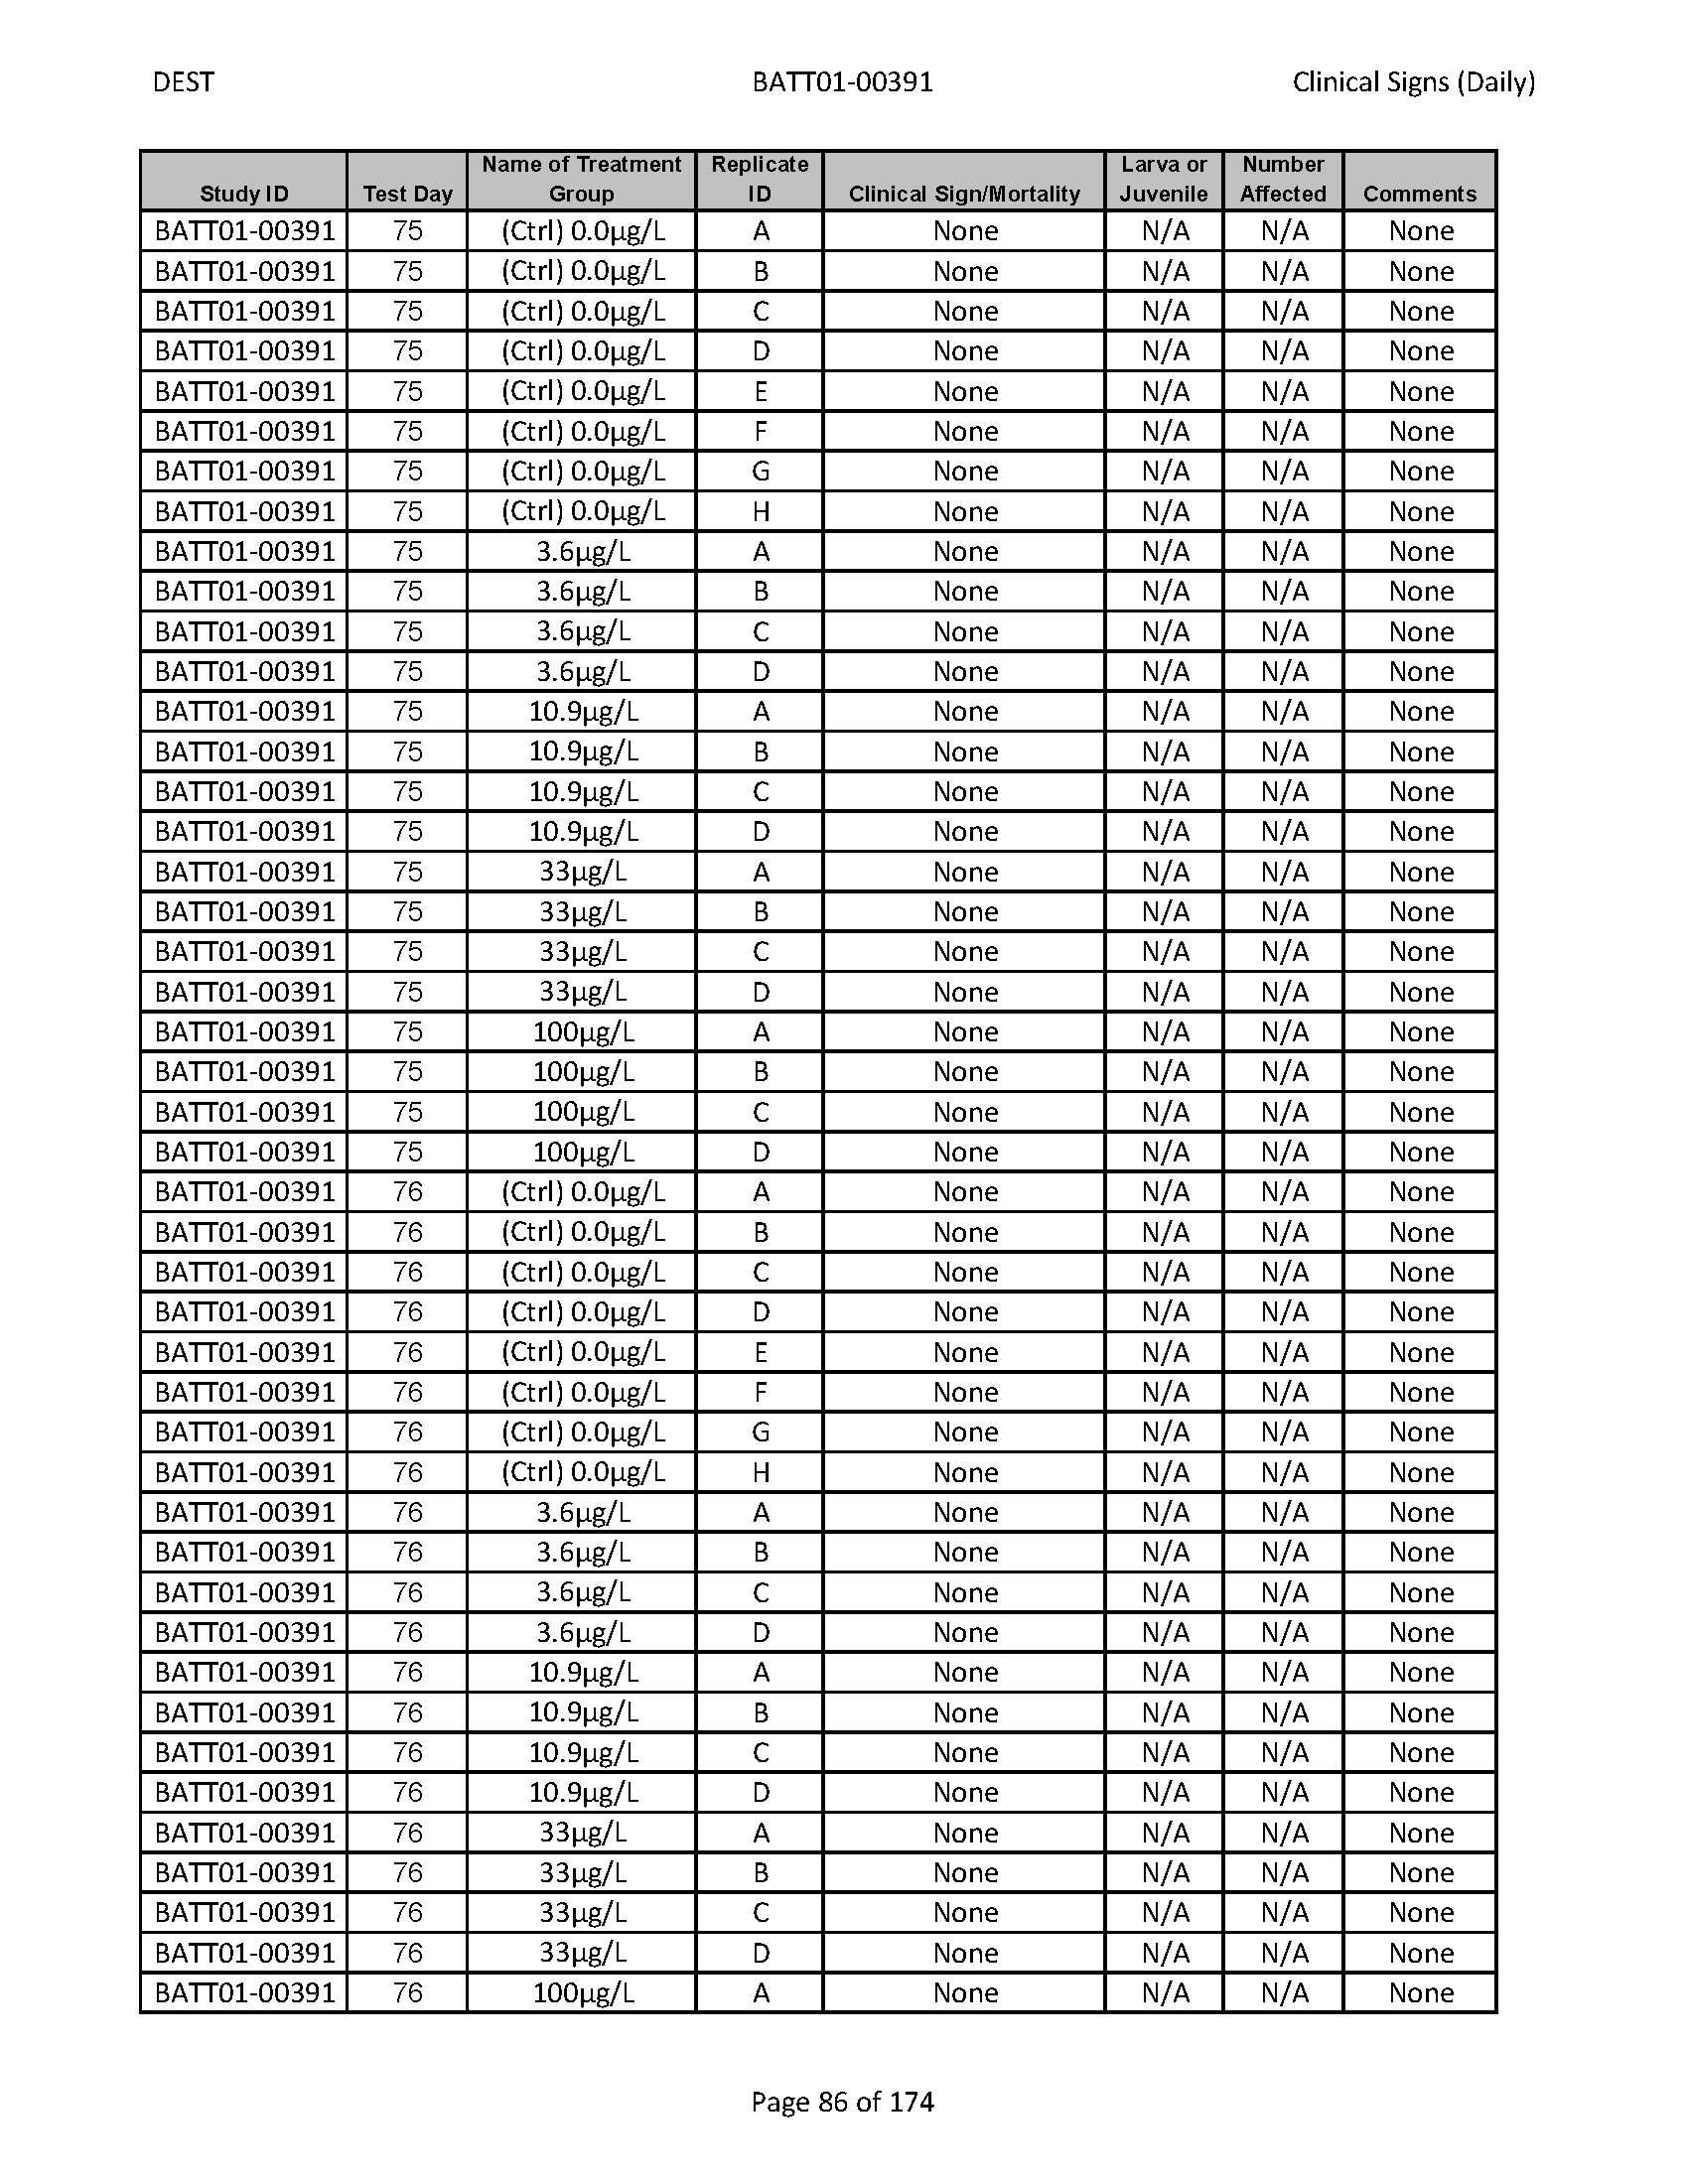 DEST BATT01-00391 Clinical Signs (Daily)
Study ID Test Day Name of Treatment Group Replicate ID Clinical Sign/Mortality Larva or Juvenile Number Affected Comments
BATT01-00391 75 (Ctrl) 0.0µg/L A None N/A N/A None
BATT01-00391 75 (Ctrl) 0.0µg/L B None N/A N/A None
BATT01-00391 75 (Ctrl) 0.0µg/L C None N/A N/A None
BATT01-00391 75 (Ctrl) 0.0µg/L D None N/A N/A None
BATT01-00391 75 (Ctrl) 0.0µg/L E None N/A N/A None
BATT01-00391 75 (Ctrl) 0.0µg/L F None N/A N/A None
BATT01-00391 75 (Ctrl) 0.0µg/L G None N/A N/A None
BATT01-00391 75 (Ctrl) 0.0µg/L H None N/A N/A None
BATT01-00391 75 3.6µg/L A None N/A N/A None
BATT01-00391 75 3.6µg/L B None N/A N/A None
BATT01-00391 75 3.6µg/L C None N/A N/A None
BATT01-00391 75 3.6µg/L D None N/A N/A None
BATT01-00391 75 10.9µg/L A None N/A N/A None
BATT01-00391 75 10.9µg/L B None N/A N/A None
BATT01-00391 75 10.9µg/L C None N/A N/A None
BATT01-00391 75 10.9µg/L D None N/A N/A None
BATT01-00391 75 33µg/L A None N/A N/A None
BATT01-00391 75 33µg/L B None N/A N/A None
BATT01-00391 75 33µg/L C None N/A N/A None
BATT01-00391 75 33µg/L D None N/A N/A None
BATT01-00391 75 100µg/L A None N/A N/A None
BATT01-00391 75 100µg/L B None N/A N/A None
BATT01-00391 75 100µg/L C None N/A N/A None
BATT01-00391 75 100µg/L D None N/A N/A None
BATT01-00391 76 (Ctrl) 0.0µg/L A None N/A N/A None
BATT01-00391 76 (Ctrl) 0.0µg/L B None N/A N/A None
BATT01-00391 76 (Ctrl) 0.0µg/L C None N/A N/A None
BATT01-00391 76 (Ctrl) 0.0µg/L D None N/A N/A None
BATT01-00391 76 (Ctrl) 0.0µg/L E None N/A N/A None
BATT01-00391 76 (Ctrl) 0.0µg/L F None N/A N/A None
BATT01-00391 76 (Ctrl) 0.0µg/L G None N/A N/A None
BATT01-00391 76 (Ctrl) 0.0µg/L H None N/A N/A None
BATT01-00391 76 3.6µg/L A None N/A N/A None
BATT01-00391 76 3.6µg/L B None N/A N/A None
BATT01-00391 76 3.6µg/L C None N/A N/A None
BATT01-00391 76 3.6µg/L D None N/A N/A None
BATT01-00391 76 10.9µg/L A None N/A N/A None
BATT01-00391 76 10.9µg/L B None N/A N/A None
BATT01-00391 76 10.9µg/L C None N/A N/A None
BATT01-00391 76 10.9µg/L D None N/A N/A None
BATT01-00391 76 33µg/L A None N/A N/A None
BATT01-00391 76 33µg/L B None N/A N/A None
BATT01-00391 76 33µg/L C None N/A N/A None
BATT01-00391 76 33µg/L D None N/A N/A None
BATT01-00391 76 100µg/L A None N/A N/A None
Page 86 of 174